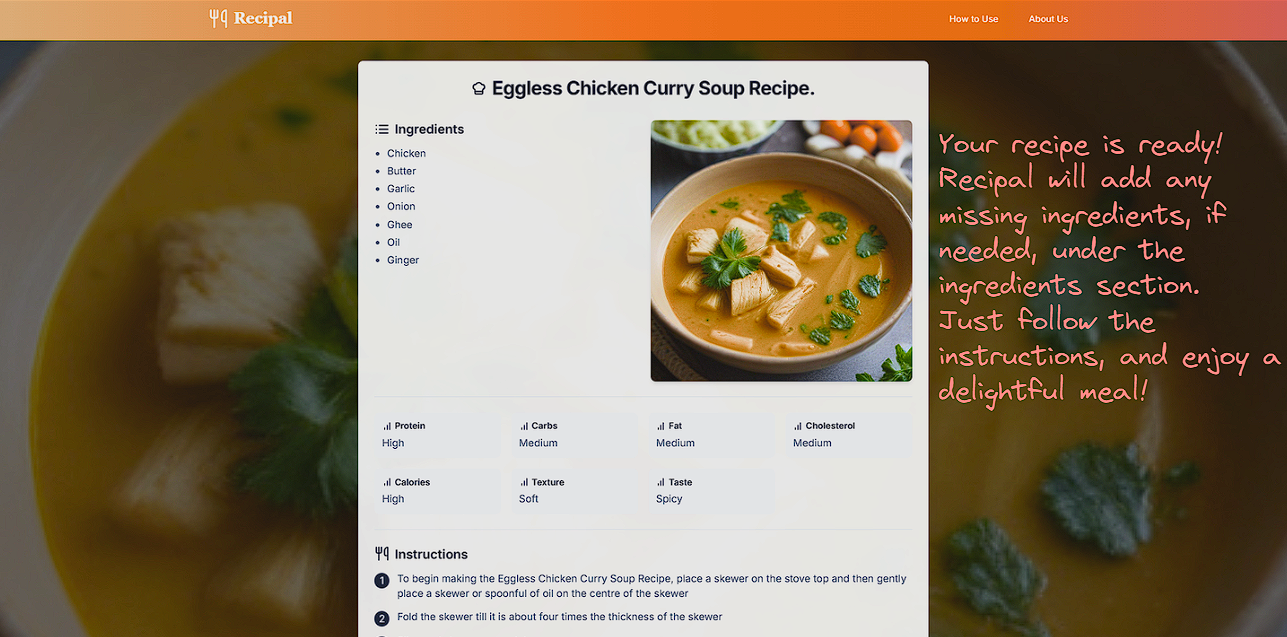 Recipal
How to Use
About Us
Eggless Chicken Curry Soup Recipe.
Ingredients
Chicken
Butter
Garlic
Onion
Ghee
Oil
Ginger
Your recipe is ready!
Recipal will add any
missing ingredients, if
needed, under the
ingredients section.
Just follow the
instructions, and enjoy a
delightful meal!
Protein
High
Carbs
Medium
Fat
Medium
Cholesterol
Medium
Calories
High
Texture
Soft
Taste
Spicy
Instructions
1 To begin making the Eggless Chicken Curry Soup Recipe, place a skewer on the stove top and then gently
place a skewer or spoonful of oil on the centre of the skewer
2 Fold the skewer till it is about four times the thickness of the skewer